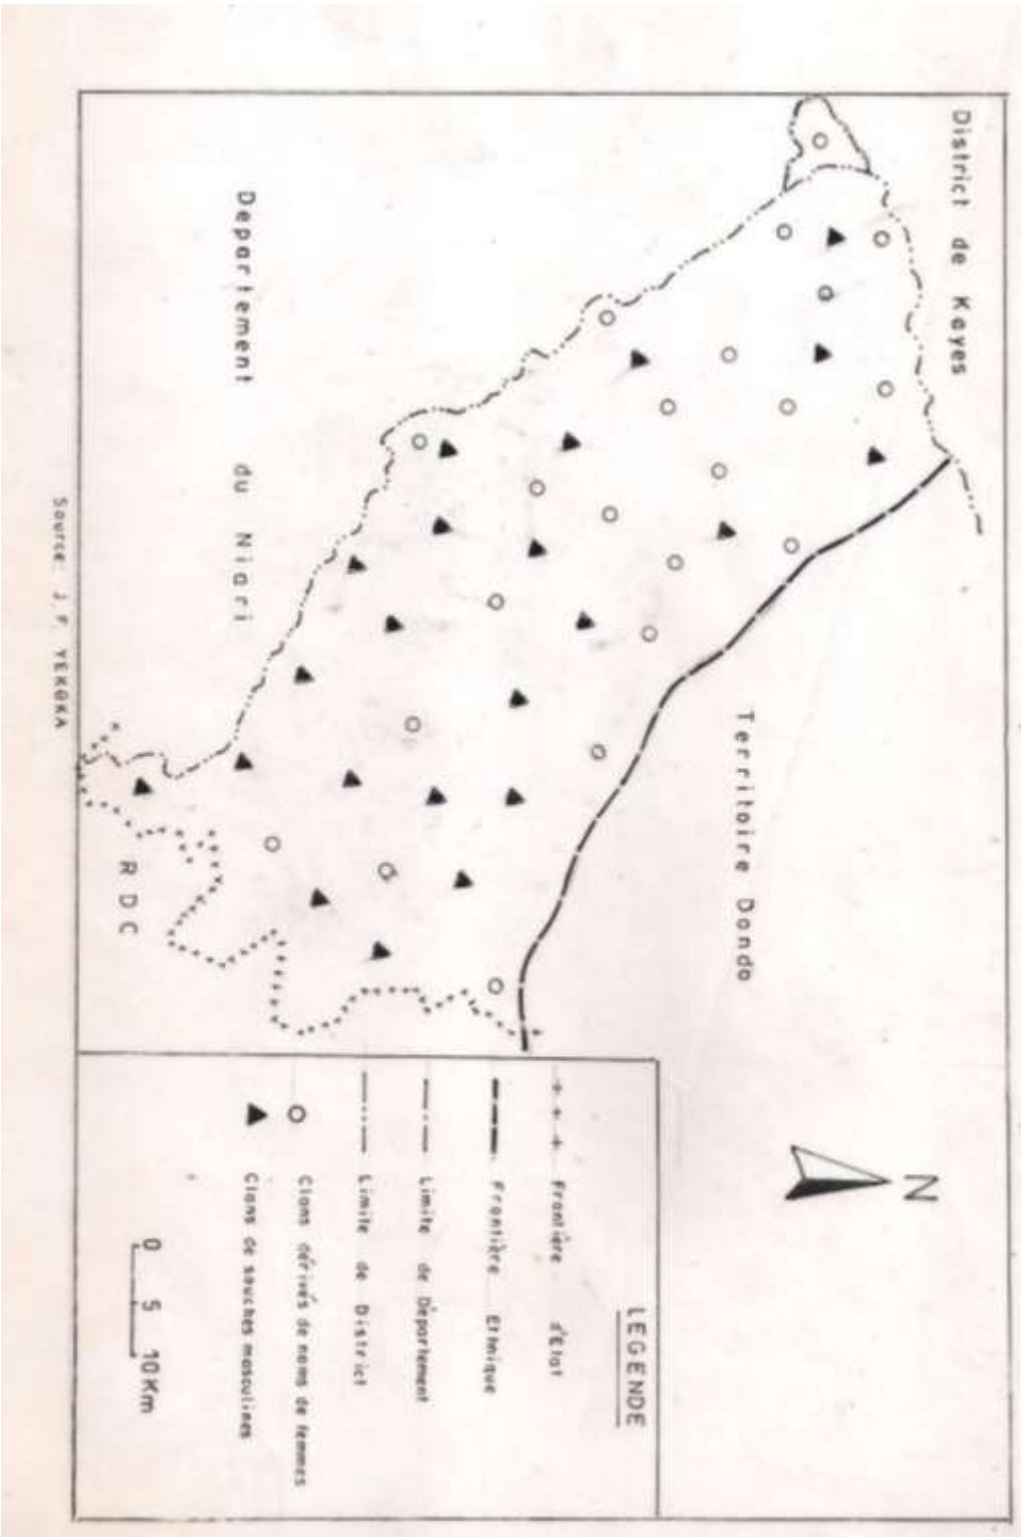 District de Kayes
Departement du Niari
Territoire Dondo
R D C
N
LEGENDE
Frontière d'Etat
Frontière Ethnique
Limite de Département
Limite de District
Clans dérivés de noms de femmes
Clans de souches masculines
0 5 10 Km
Source: J. F. YEKOKA